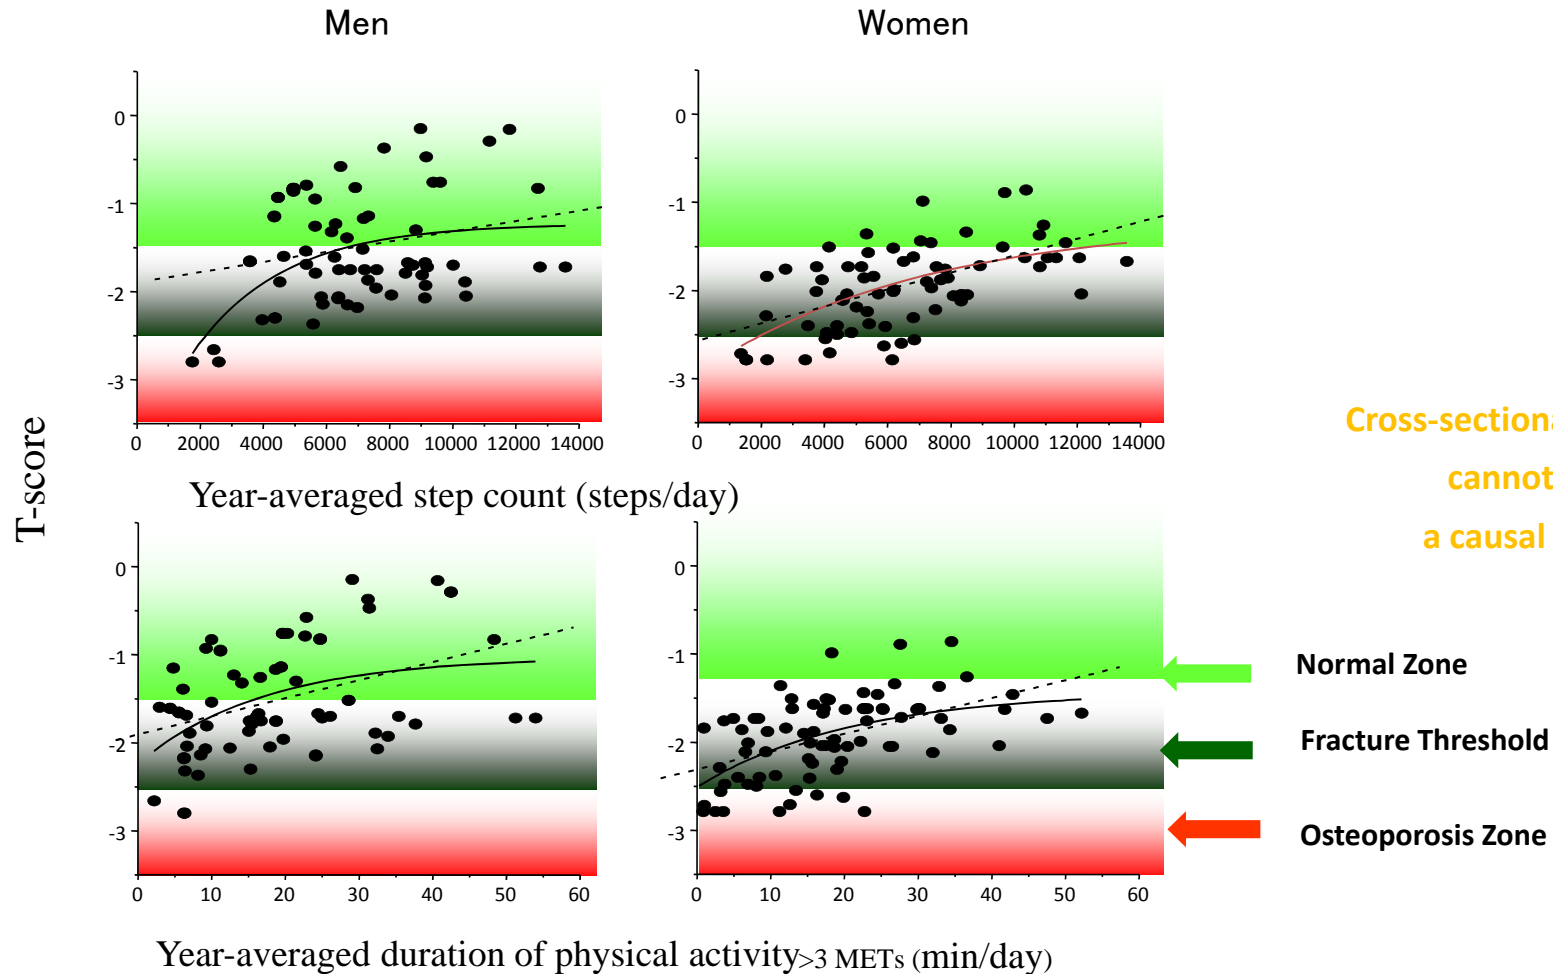 Men
Women
0
-1
-2
-3
0 2000 4000 6000 8000 10000 12000 14000
0
-1
-2
-3
0 2000 4000 6000 8000 10000 12000 14000
T-score
Year-averaged step count (steps/day)
Cross-sectiona
cannot
a causal
0
-1
-2
-3
0 10 20 30 40 50 60
0
-1
-2
-3
0 10 20 30 40 50 60
Normal Zone
Fracture Threshold
Osteoporosis Zone
Year-averaged duration of physical activity>3 METs (min/day)